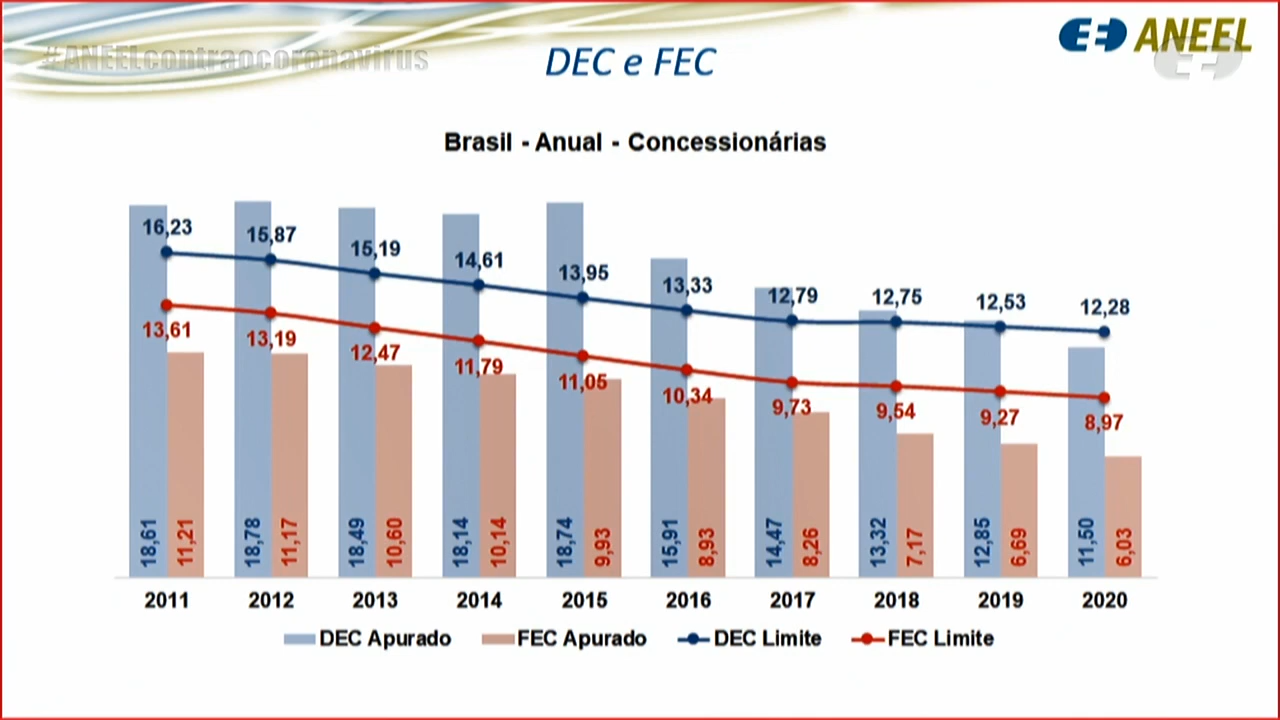 #ANEELcontraocoronavirus
DEC e FEC
ANEEL
Brasil - Anual - Concessionárias
16,23 15,87 15,19 14,61 13,95 13,33 12,79 12,75 12,53 12,28
13,61 13,19 12,47 11,79 11,05 10,34 9,73 9,54 9,27 8,97
18,61 11,21 18,78 11,17 18,49 10,60 18,14 10,14 18,74 9,93 15,91 8,93 14,47 8,26 13,32 7,17 12,85 6,69 11,50 6,03
2011 2012 2013 2014 2015 2016 2017 2018 2019 2020
DEC Apurado FEC Apurado DEC Limite FEC Limite